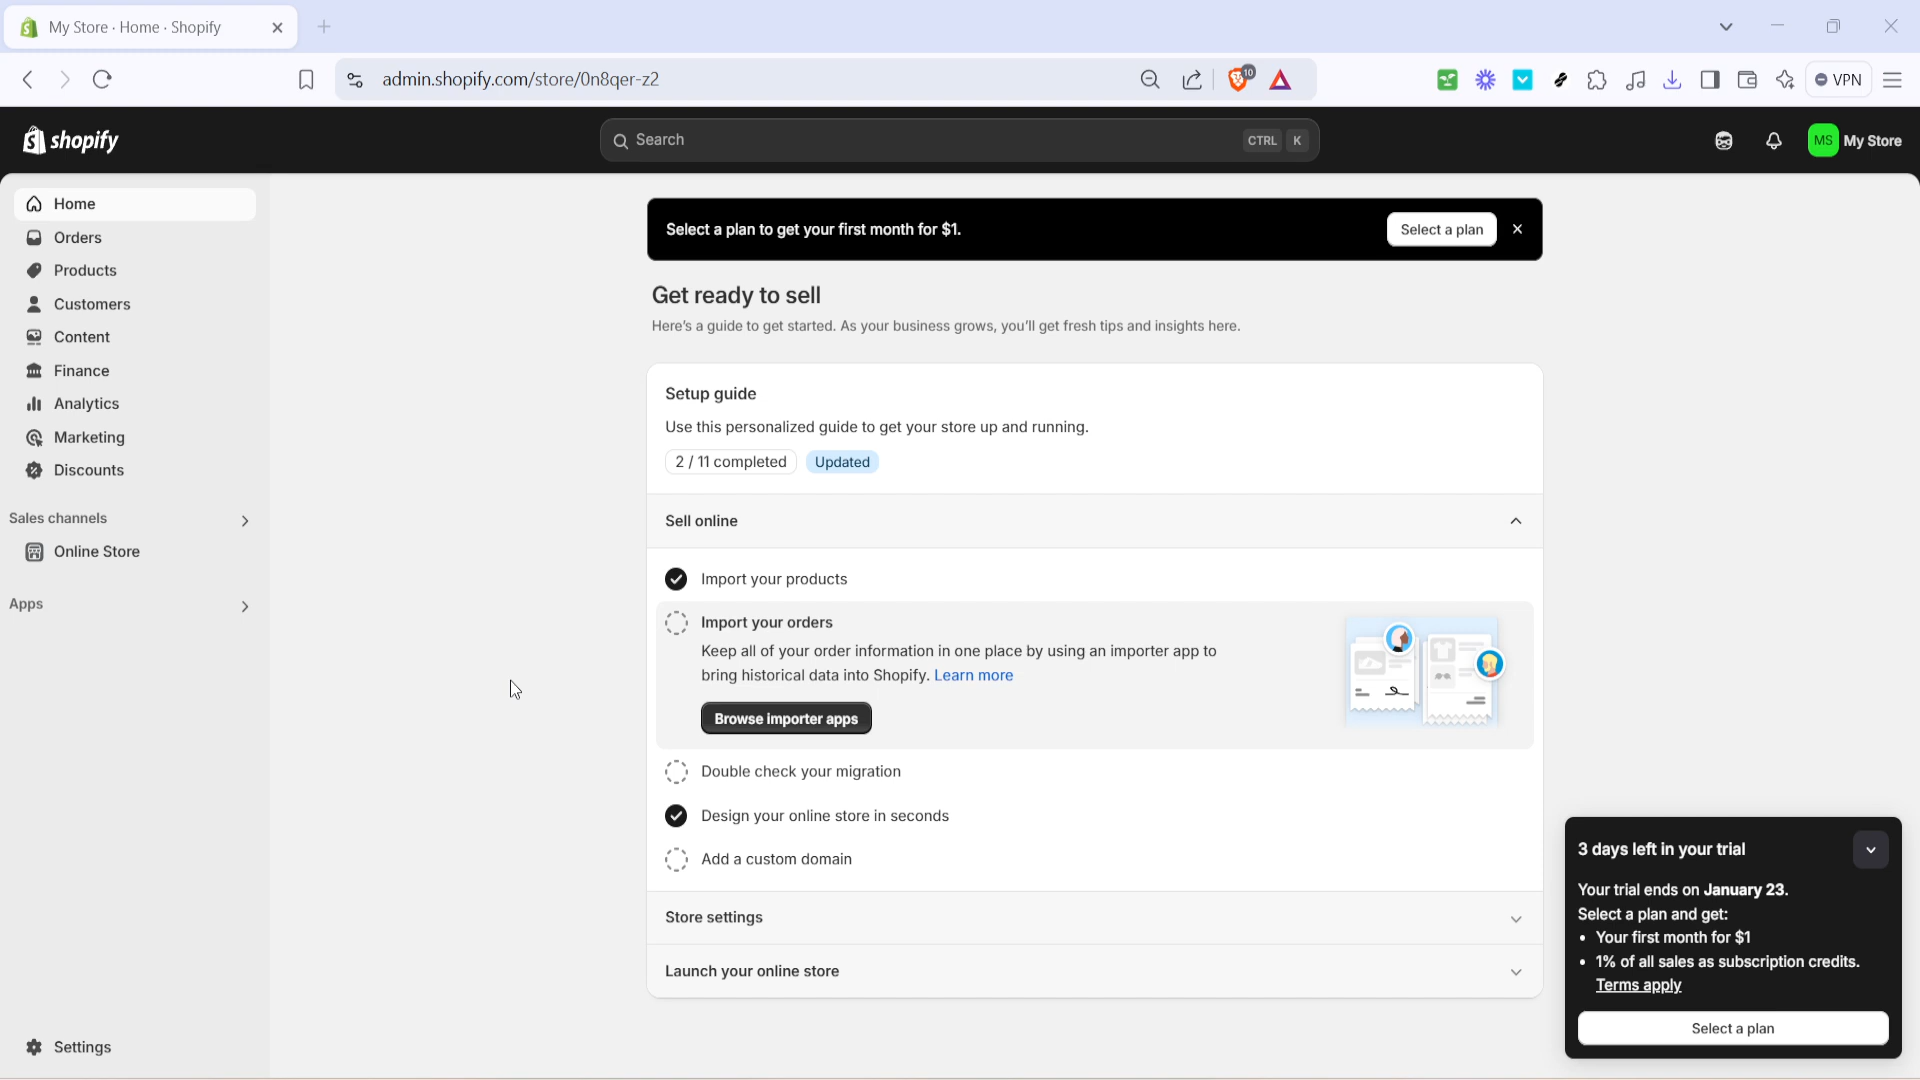 My Store · Home · Shopify
admin.shopify.com/store/0n8qer-z2
10
VPN
shopify
Search
CTRL K
MS My Store
Home
Orders
Products
Customers
Content
Finance
Analytics
Marketing
Discounts
Sales channels
Online Store
Apps
Settings
Select a plan to get your first month for $1.
Select a plan
Get ready to sell
Here's a guide to get started. As your business grows, you'll get fresh tips and insights here.
Setup guide
Use this personalized guide to get your store up and running.
2 / 11 completed
Updated
Sell online
Import your products
Import your orders
Keep all of your order information in one place by using an importer app to
bring historical data into Shopify. Learn more
Browse importer apps
Double check your migration
Design your online store in seconds
Add a custom domain
Store settings
Launch your online store
3 days left in your trial
Your trial ends on January 23.
Select a plan and get:
• Your first month for $1
• 1% of all sales as subscription credits.
Terms apply
Select a plan